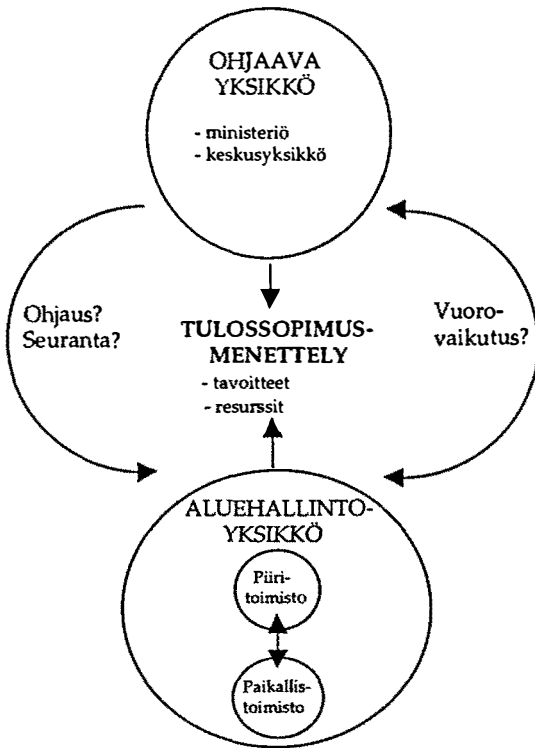 OHJAAVA
YKSIKKÖ
- ministeriö
- keskusyksikkö
Ohjaus?
Seuranta?
TULOSSOPIMUS-
MENETTELY
- tavoitteet
- resurssit
Vuoro-
vaikutus?
ALUEHALLINTO-
YKSIKKÖ
Piiri-
toimisto
Paikallis-
toimisto